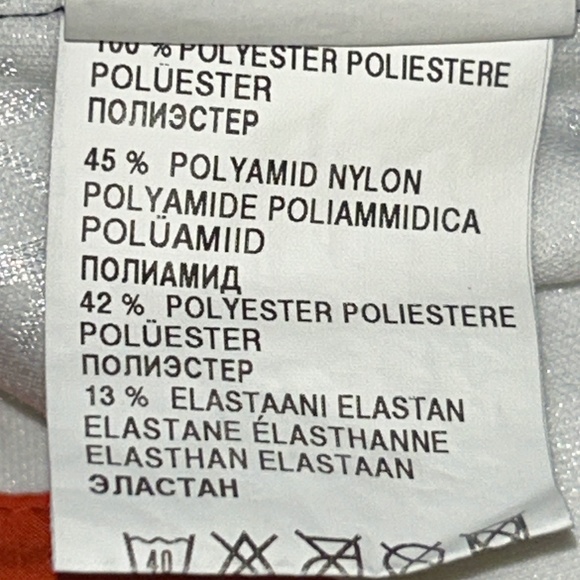 100 % POLYESTER POLIESTERE
POLÜESTER
ПОЛИЭСТЕР
45 % POLYAMID NYLON
POLYAMIDE POLIAMMIDICA
POLÜAMIID
ПОЛИАМИД
42 % POLYESTER POLIESTERE
POLÜESTER
ПОЛИЭСТЕР
13 % ELASTAANI ELASTAN
ELASTANE ÉLASTHANNE
ELASTHAN ELASTAAN
ЭЛАСТАН
40